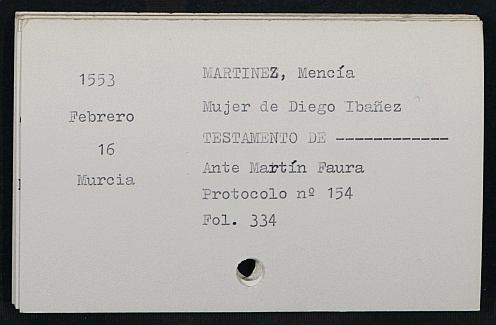 1553
Febrero
16
Murcia
MARTINEZ, Mencía
Mujer de Diego Ibañez
TESTAMENTO DE ------------
Ante Martín Faura
Protocolo nº 154
Fol. 334